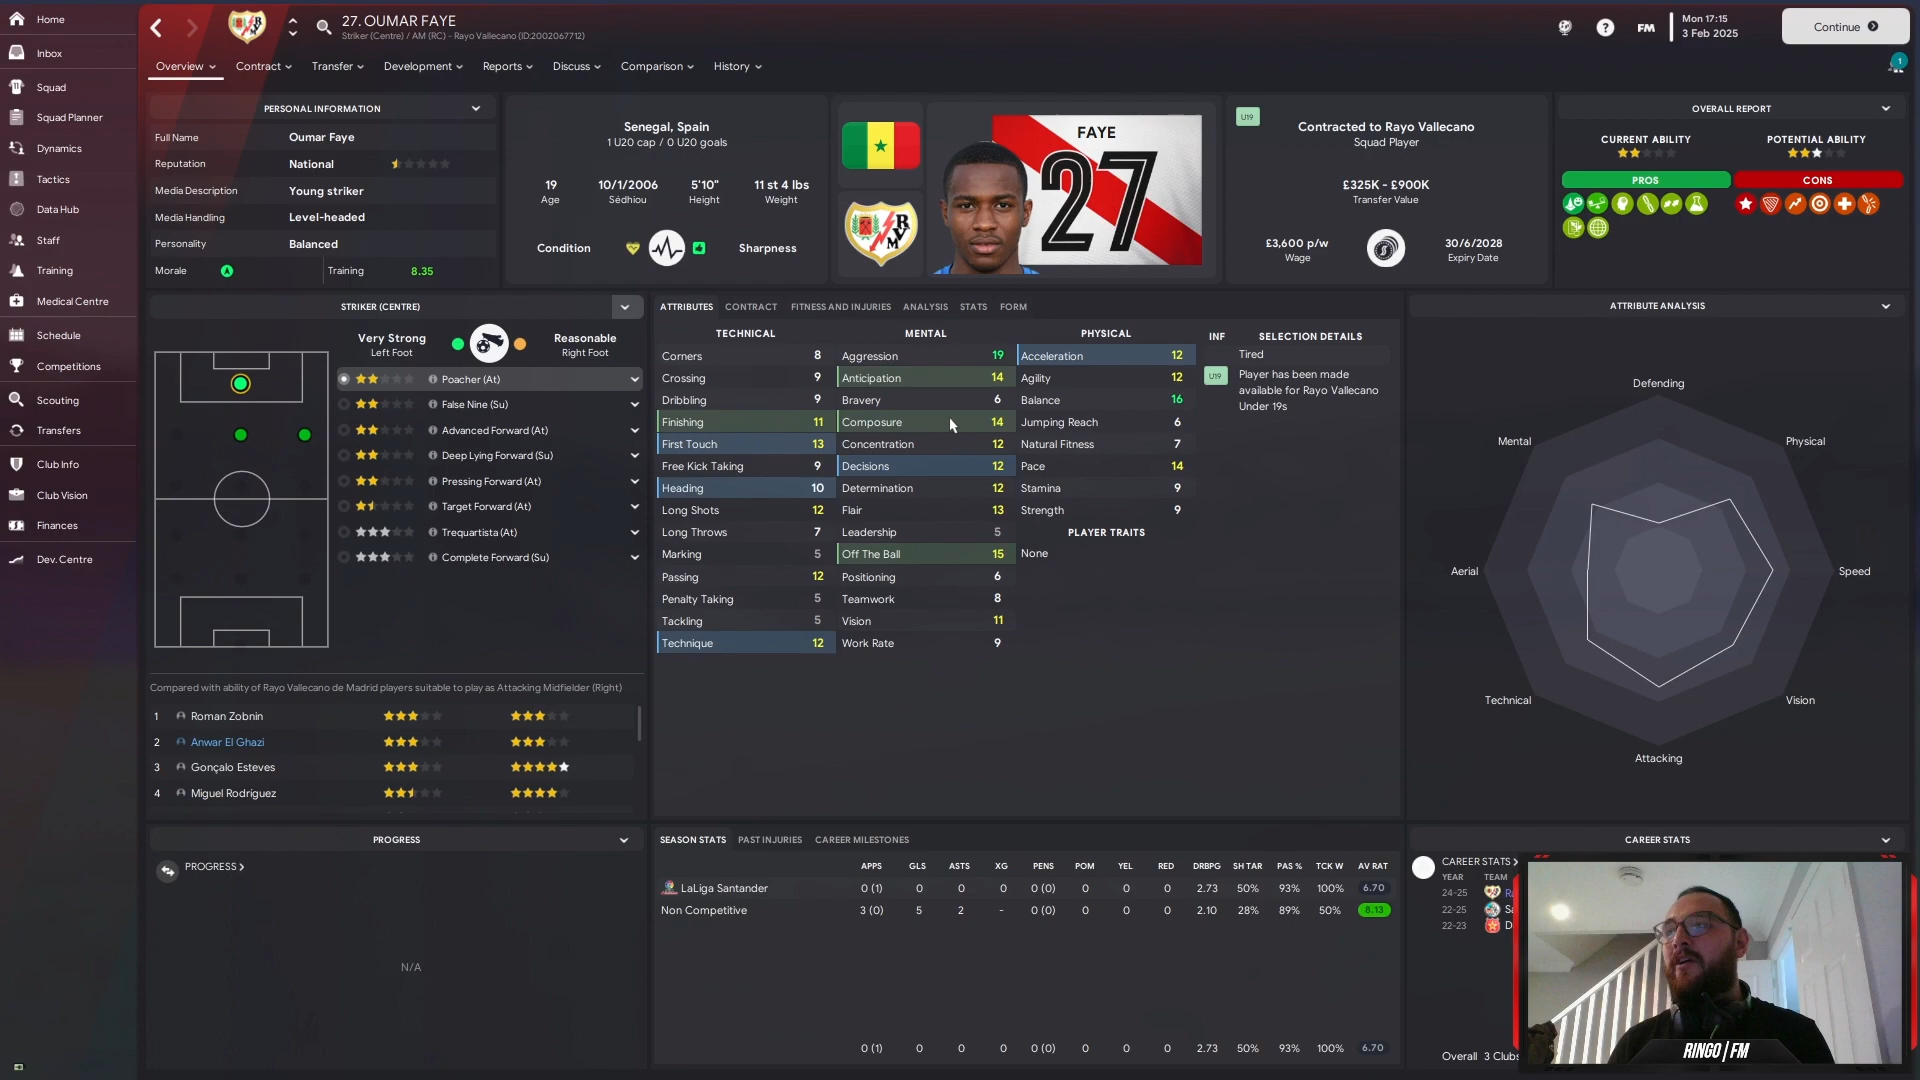 Home
Inbox
Squad
Squad Planner
Dynamics
Tactics
Data Hub
Staff
Training
Medical Centre
Schedule
Competitions
Scouting
Transfers
Club Info
Club Vision
Finances
Dev. Centre
27. OUMAR FAYE
Striker (Centre) / AM (RC) - Rayo Vallecano (ID:2002067712)
FM
Mon 17:15
3 Feb 2025
Continue
1
Overview Contract Transfer Development Reports Discuss Comparison History
PERSONAL INFORMATION
Full Name Oumar Faye
Reputation National
Media Description Young striker
Media Handling Level-headed
Personality Balanced
Morale Training 8.35
Senegal, Spain
1 U20 cap / 0 U20 goals
19 10/1/2006 5'10" 11 st 4 lbs
Age Sédhiou Height Weight
Condition Sharpness
FAYE
27
U19
Contracted to Rayo Vallecano
Squad Player
£325K - £900K
Transfer Value
£3,600 p/w 30/6/2028
Wage Expiry Date
OVERALL REPORT
CURRENT ABILITY POTENTIAL ABILITY
PROS CONS
STRIKER (CENTRE)
Very Strong Reasonable
Left Foot Right Foot
Poacher (At)
False Nine (Su)
Advanced Forward (At)
Deep Lying Forward (Su)
Pressing Forward (At)
Target Forward (At)
Trequartista (At)
Complete Forward (Su)
Compared with ability of Rayo Vallecano de Madrid players suitable to play as Attacking Midfielder (Right)
1 Roman Zobnin
2 Anwar El Ghazi
3 Gonçalo Esteves
4 Miguel Rodríguez
ATTRIBUTES CONTRACT FITNESS AND INJURIES ANALYSIS STATS FORM
TECHNICAL MENTAL PHYSICAL
Corners 8 Aggression 19 Acceleration 12
Crossing 9 Anticipation 14 Agility 12
Dribbling 9 Bravery 6 Balance 16
Finishing 11 Composure 14 Jumping Reach 6
First Touch 13 Concentration 12 Natural Fitness 7
Free Kick Taking 9 Decisions 12 Pace 14
Heading 10 Determination 12 Stamina 9
Long Shots 12 Flair 13 Strength 9
Long Throws 7 Leadership 5 PLAYER TRAITS
Marking 5 Off The Ball 15 None
Passing 12 Positioning 6
Penalty Taking 5 Teamwork 8
Tackling 5 Vision 11
Technique 12 Work Rate 9
INF SELECTION DETAILS
Tired
U19 Player has been made
available for Rayo Vallecano
Under 19s
ATTRIBUTE ANALYSIS
Defending
Mental Physical
Aerial Speed
Technical Vision
Attacking
PROGRESS
PROGRESS
N/A
SEASON STATS PAST INJURIES CAREER MILESTONES
APPS GLS ASTS XG PENS POM YEL RED DRBPG SH TAR PAS % TCK W AV RAT
LaLiga Santander 0 (1) 0 0 0 0 (0) 0 0 0 2.73 50% 93% 100% 6.70
Non Competitive 3 (0) 5 2 - 0 (0) 0 0 0 2.10 28% 89% 50% 8.13
0 (1) 0 0 0 0 (0) 0 0 0 2.73 50% 93% 100% 6.70
CAREER STATS
CAREER STATS
YEAR TEAM
24-25
22-25
22-23
Overall 3 Clubs
RINGO | FM